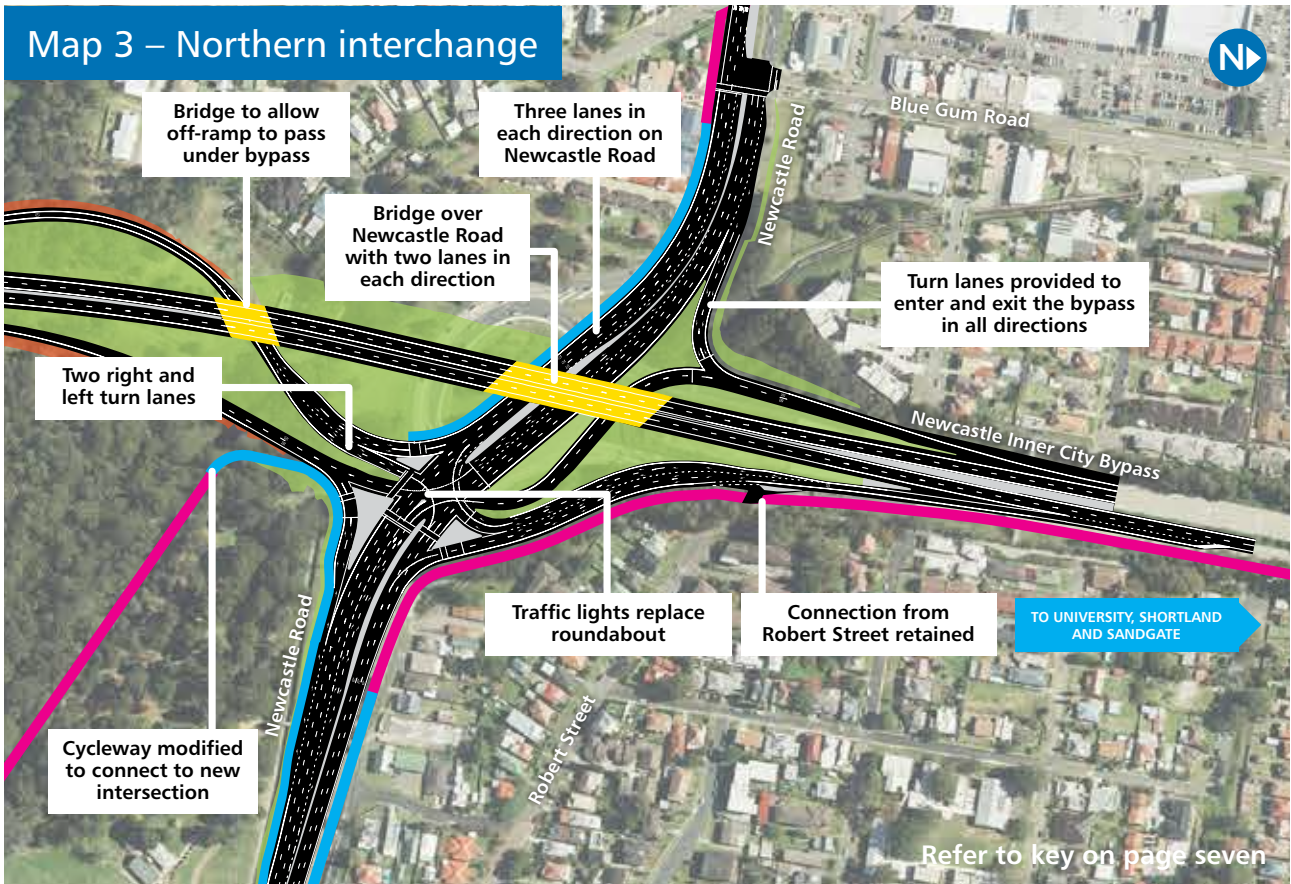 Map 3 – Northern interchange
N
Bridge to allow
off-ramp to pass
under bypass
Three lanes in
each direction on
Newcastle Road
Blue Gum Road
Newcastle Road
Bridge over
Newcastle Road
with two lanes in
each direction
Turn lanes provided to
enter and exit the bypass
in all directions
Two right and
left turn lanes
Newcastle Inner City Bypass
Traffic lights replace
roundabout
Connection from
Robert Street retained
TO UNIVERSITY, SHORTLAND
AND SANDGATE
Newcastle Road
Robert Street
Cycleway modified
to connect to new
intersection
Refer to key on page seven